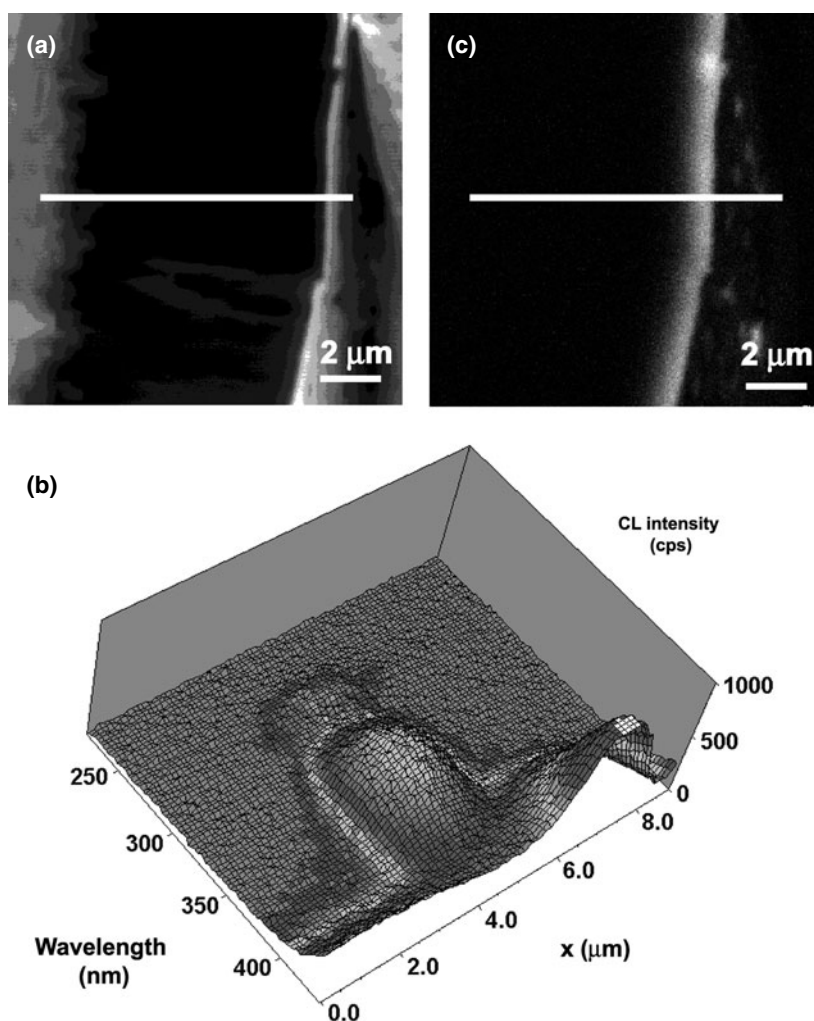 (a)
2 μm
(c)
2 μm
(b)
CL intensity
(cps)
1000
500
0
250
300
350
400
Wavelength
(nm)
0.0
2.0
4.0
6.0
8.0
x (μm)